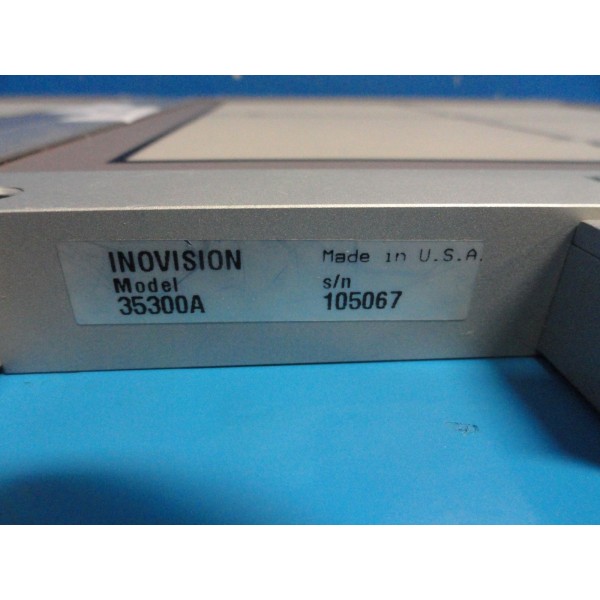 INOVISION Made in U.S.A.
Model s/n
35300A 105067